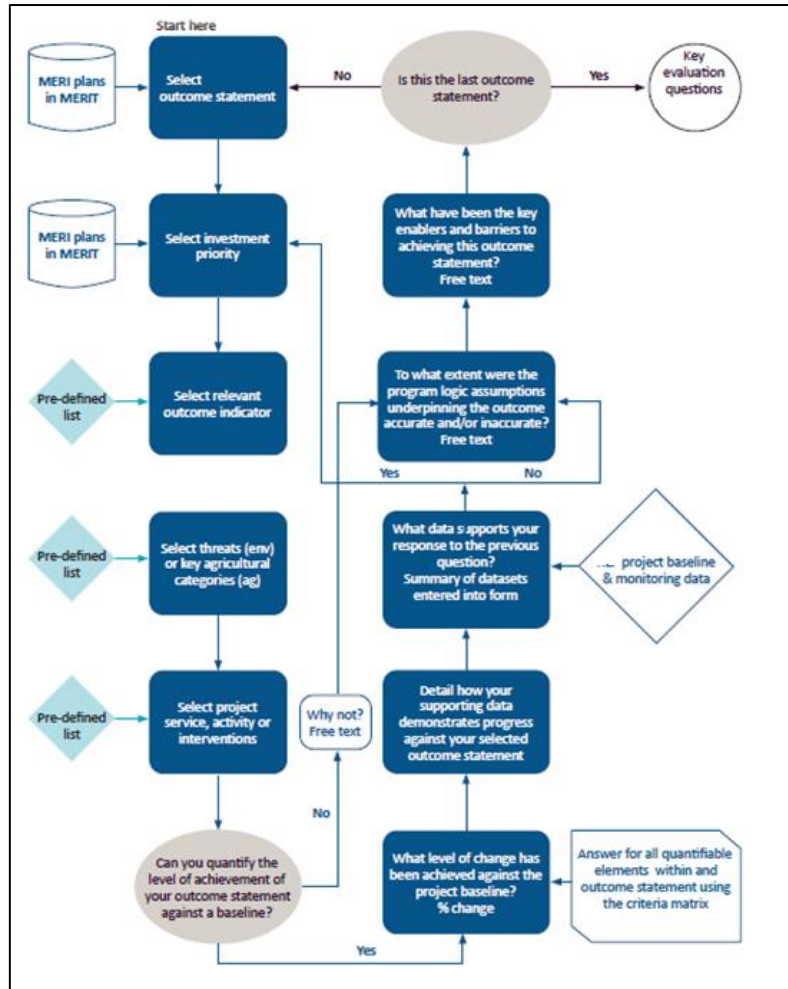 Start here
MERI plans
in MERIT
Select
outcome statement
No
Is this the last outcome
statement?
Yes
Key
evaluation
questions
MERI plans
in MERIT
Select investment
priority
What have been the key
enablers and barriers to
achieving this outcome
statement?
Free text
Pre-defined
list
Select relevant
outcome indicator
To what extent were the
program logic assumptions
underpinning the outcome
accurate and/or inaccurate?
Free text
Yes
No
Pre-defined
list
Select threats (env)
or key agricultural
categories (ag)
What data supports your
response to the previous
question?
Summary of datasets
entered into form
project baseline
& monitoring data
Pre-defined
list
Select project
service, activity or
interventions
Why not?
Free text
Detail how your
supporting data
demonstrates progress
against your selected
outcome statement
No
Can you quantify the
level of achievement of
your outcome statement
against a baseline?
What level of change has
been achieved against the
project baseline?
% change
Answer for all quantifiable
elements within and
outcome statement using
the criteria matrix
Yes